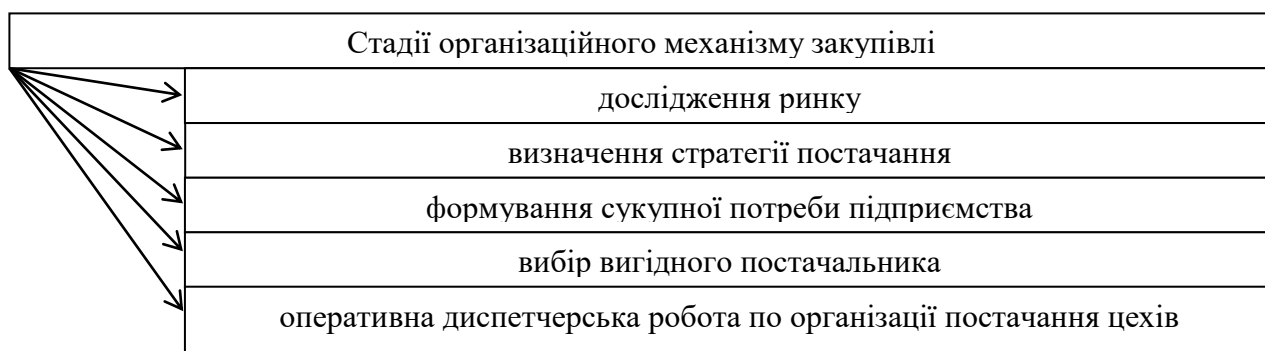 Стадії організаційного механізму закупівлі
дослідження ринку
визначення стратегії постачання
формування сукупної потреби підприємства
вибір вигідного постачальника
оперативна диспетчерська робота по організації постачання цехів